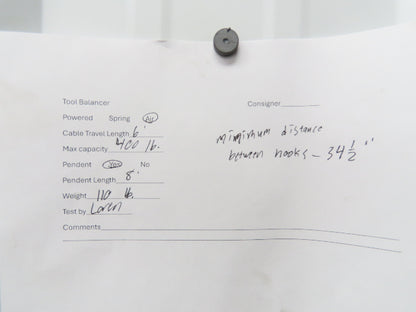 Tool Balancer
Consigner
Powered Spring Air
Cable Travel Length 6'
Max capacity 400 lb.
Pendent Yes No
Pendent Length 8'
Weight 110 lb.
Test by Loren
Comments
minimum distance
between hooks – 34 1/2"